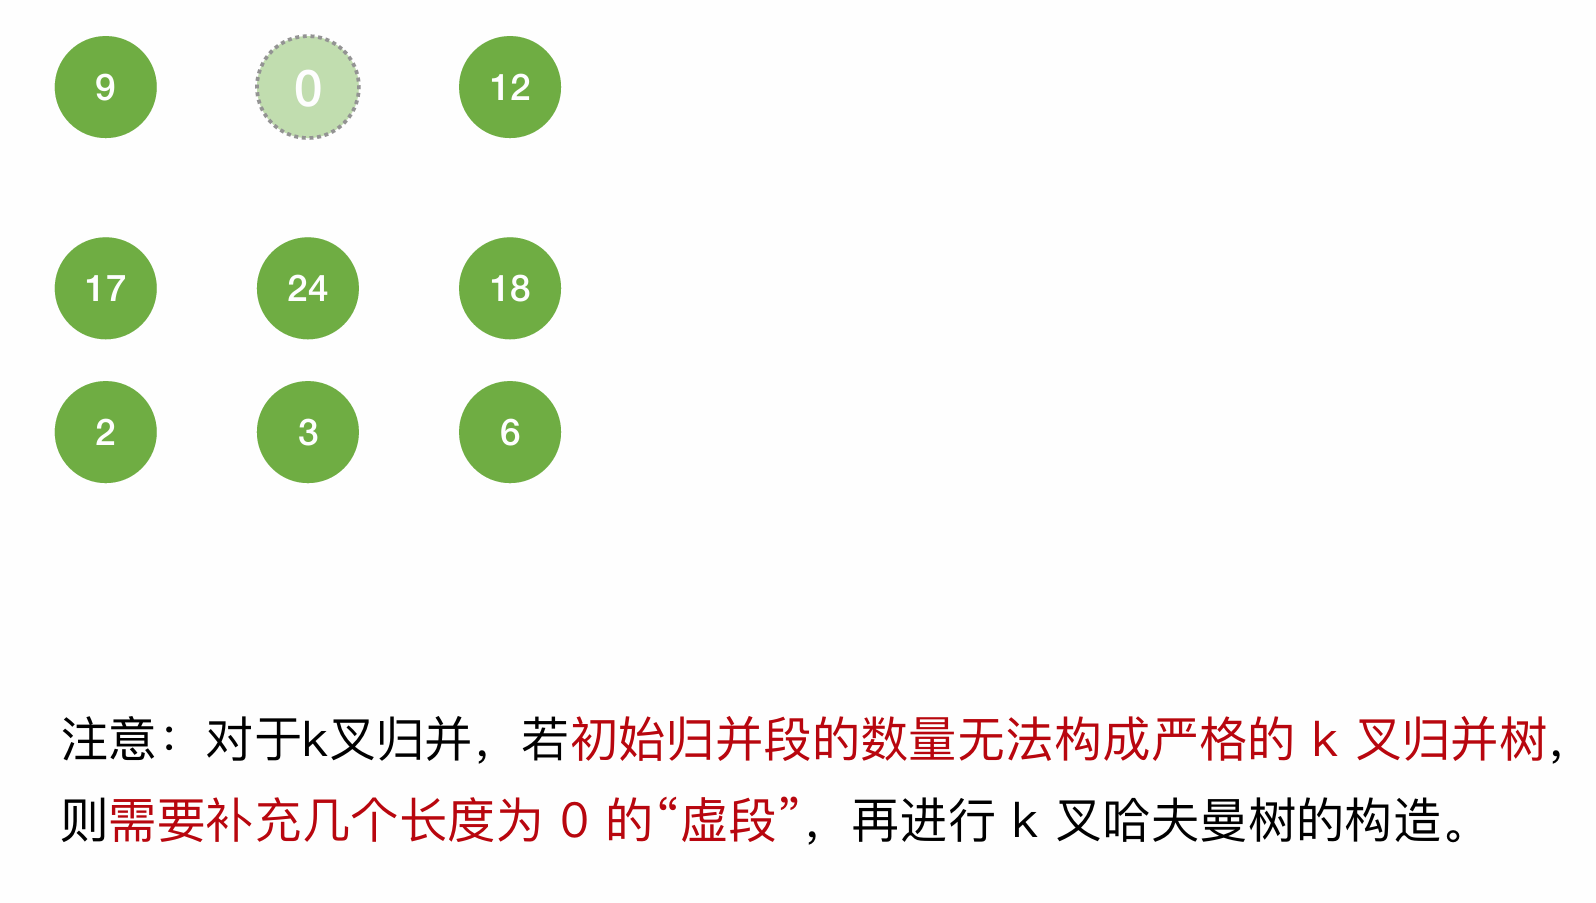 9 0 12
17 24 18
2 3 6
注意：对于k叉归并，若初始归并段的数量无法构成严格的 k 叉归并树，
则需要补充几个长度为 0 的“虚段”，再进行 k 叉哈夫曼树的构造。